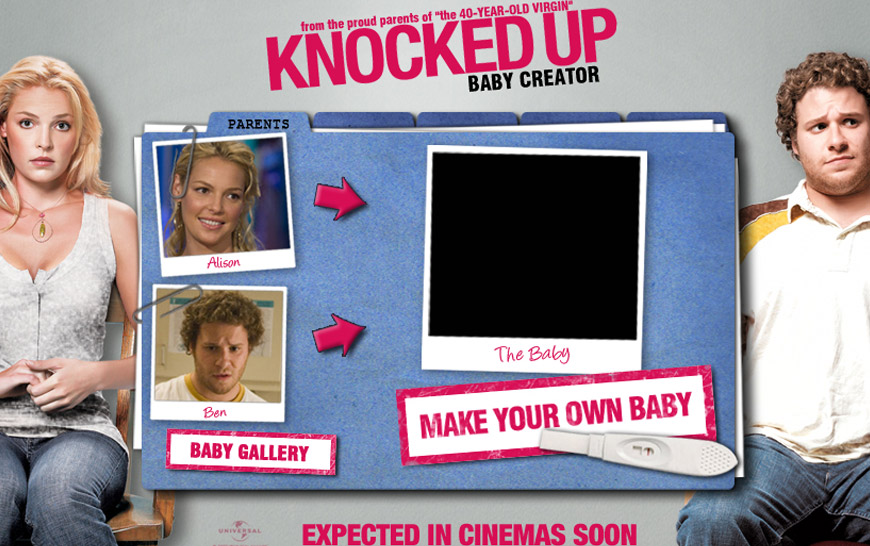 from the proud parents of "the 40-YEAR-OLD VIRGIN"
KNOCKED UP
BABY CREATOR
PARENTS
Alison
Ben
The Baby
MAKE YOUR OWN BABY
BABY GALLERY
UNIVERSAL
EXPECTED IN CINEMAS SOON